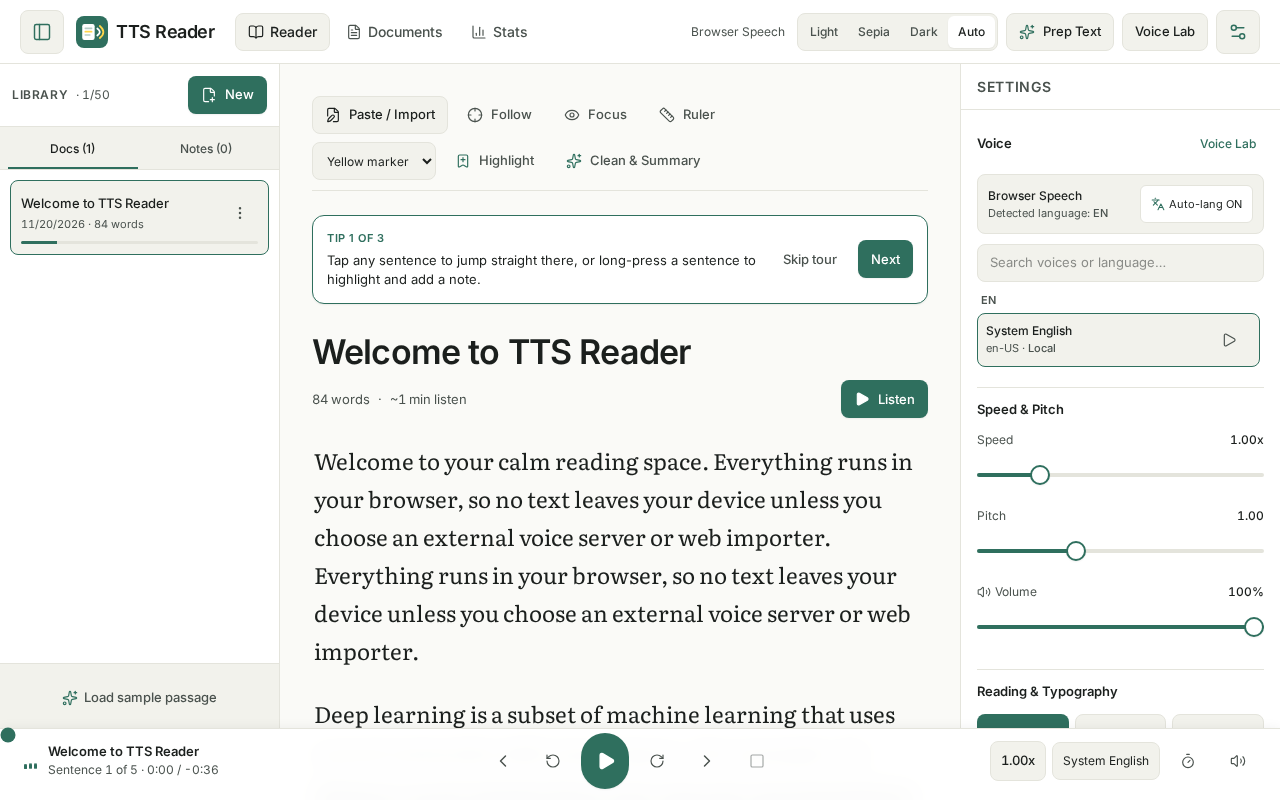 TTS Reader
Reader
Documents
Stats
Browser Speech
Light
Sepia
Dark
Auto
Prep Text
Voice Lab
LIBRARY · 1/50
New
Docs (1)
Notes (0)
Welcome to TTS Reader
11/20/2026 · 84 words
Load sample passage
Paste / Import
Follow
Focus
Ruler
Yellow marker
Highlight
Clean & Summary
TIP 1 OF 3
Tap any sentence to jump straight there, or long-press a sentence to
highlight and add a note.
Skip tour
Next
Welcome to TTS Reader
84 words · ~1 min listen
Listen
Welcome to your calm reading space. Everything runs in
your browser, so no text leaves your device unless you
choose an external voice server or web importer.
Everything runs in your browser, so no text leaves your
device unless you choose an external voice server or web
importer.
Deep learning is a subset of machine learning that uses
SETTINGS
Voice
Voice Lab
Browser Speech
Detected language: EN
Auto-lang ON
Search voices or language...
EN
System English
en-US · Local
Speed & Pitch
Speed
1.00x
Pitch
1.00
Volume
100%
Reading & Typography
Welcome to TTS Reader
Sentence 1 of 5 · 0:00 / -0:36
1.00x
System English